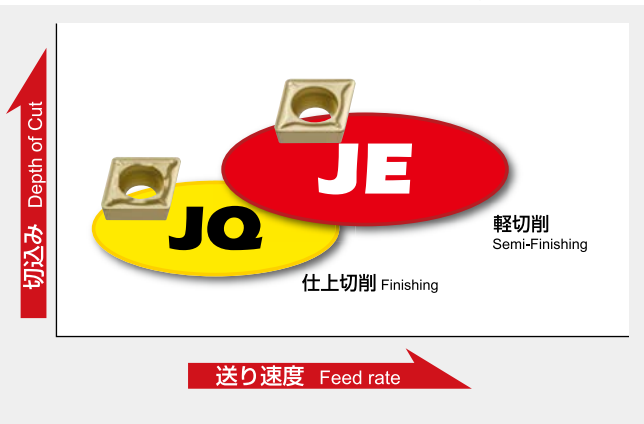 切込み Depth of Cut
JE
JQ
軽切削
Semi-Finishing
仕上切削 Finishing
送り速度 Feed rate